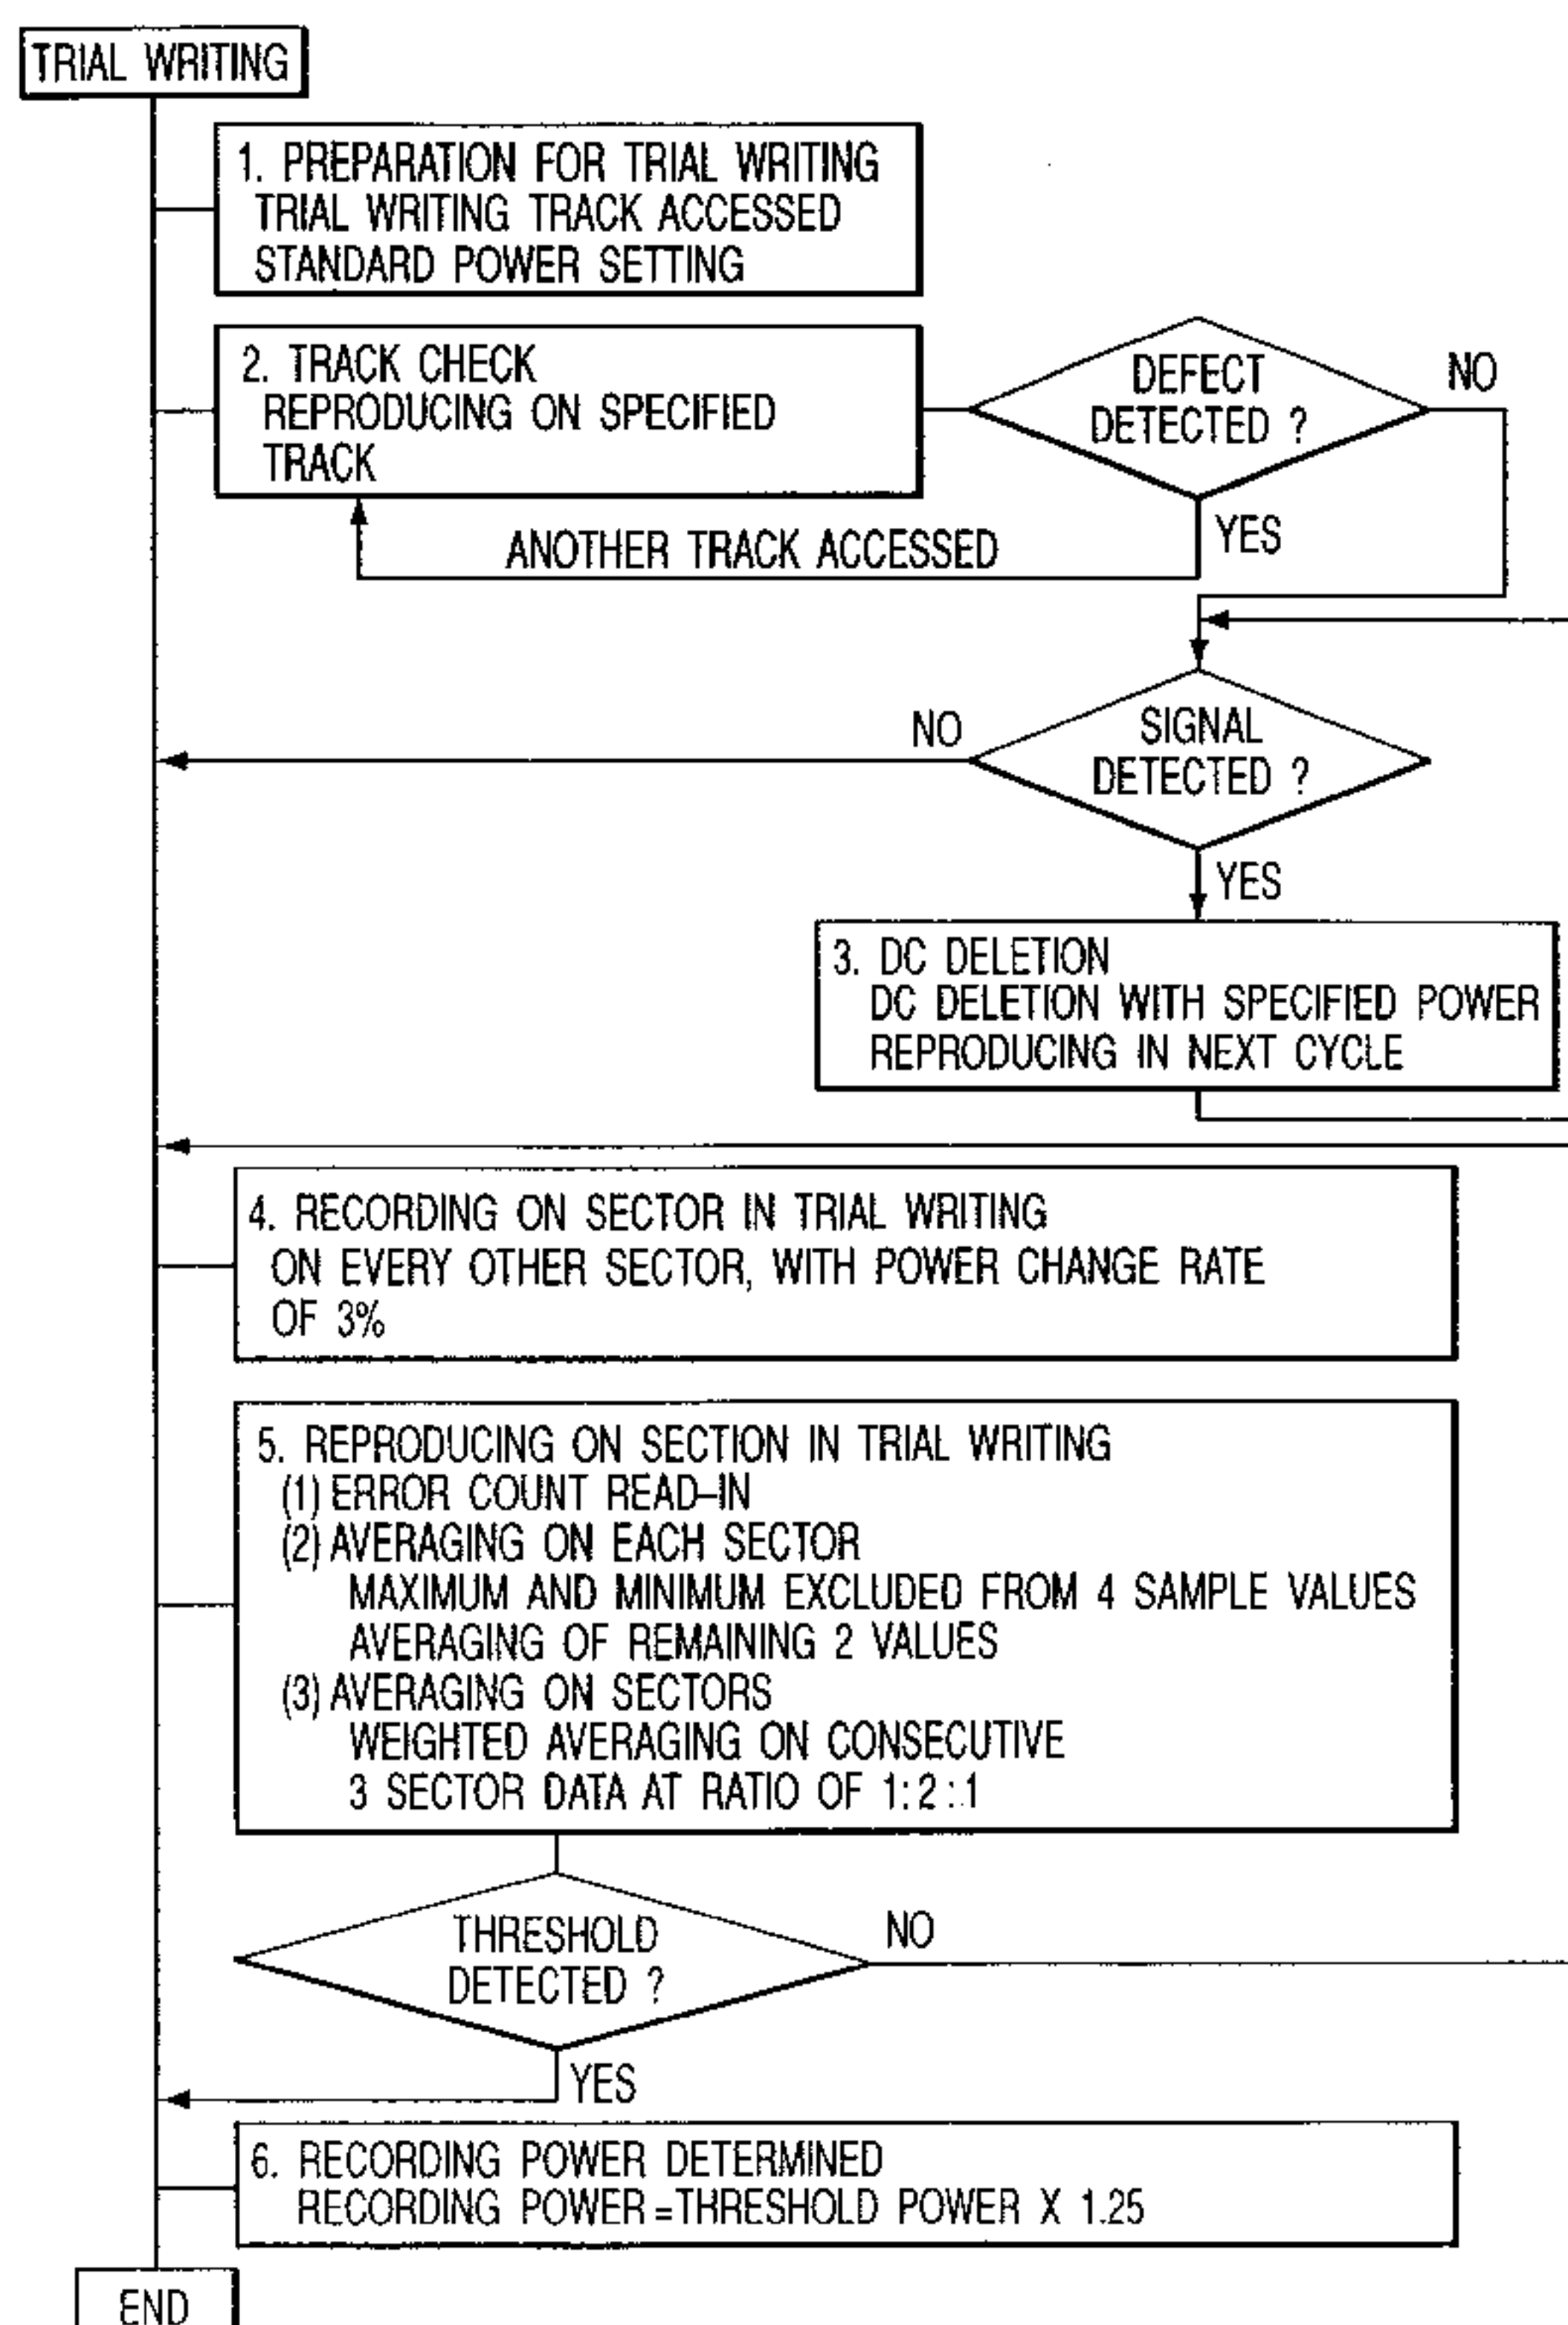 TRIAL WRITING
1. PREPARATION FOR TRIAL WRITING
TRIAL WRITING TRACK ACCESSED
STANDARD POWER SETTING
2. TRACK CHECK
REPRODUCING ON SPECIFIED
TRACK
DEFECT
DETECTED ?
NO
YES
ANOTHER TRACK ACCESSED
SIGNAL
DETECTED ?
NO
YES
3. DC DELETION
DC DELETION WITH SPECIFIED POWER
REPRODUCING IN NEXT CYCLE
4. RECORDING ON SECTOR IN TRIAL WRITING
ON EVERY OTHER SECTOR, WITH POWER CHANGE RATE
OF 3%
5. REPRODUCING ON SECTION IN TRIAL WRITING
(1) ERROR COUNT READ-IN
(2) AVERAGING ON EACH SECTOR
MAXIMUM AND MINIMUM EXCLUDED FROM 4 SAMPLE VALUES
AVERAGING OF REMAINING 2 VALUES
(3) AVERAGING ON SECTORS
WEIGHTED AVERAGING ON CONSECUTIVE
3 SECTOR DATA AT RATIO OF 1:2:1
THRESHOLD
DETECTED ?
NO
YES
6. RECORDING POWER DETERMINED
RECORDING POWER=THRESHOLD POWER X 1.25
END